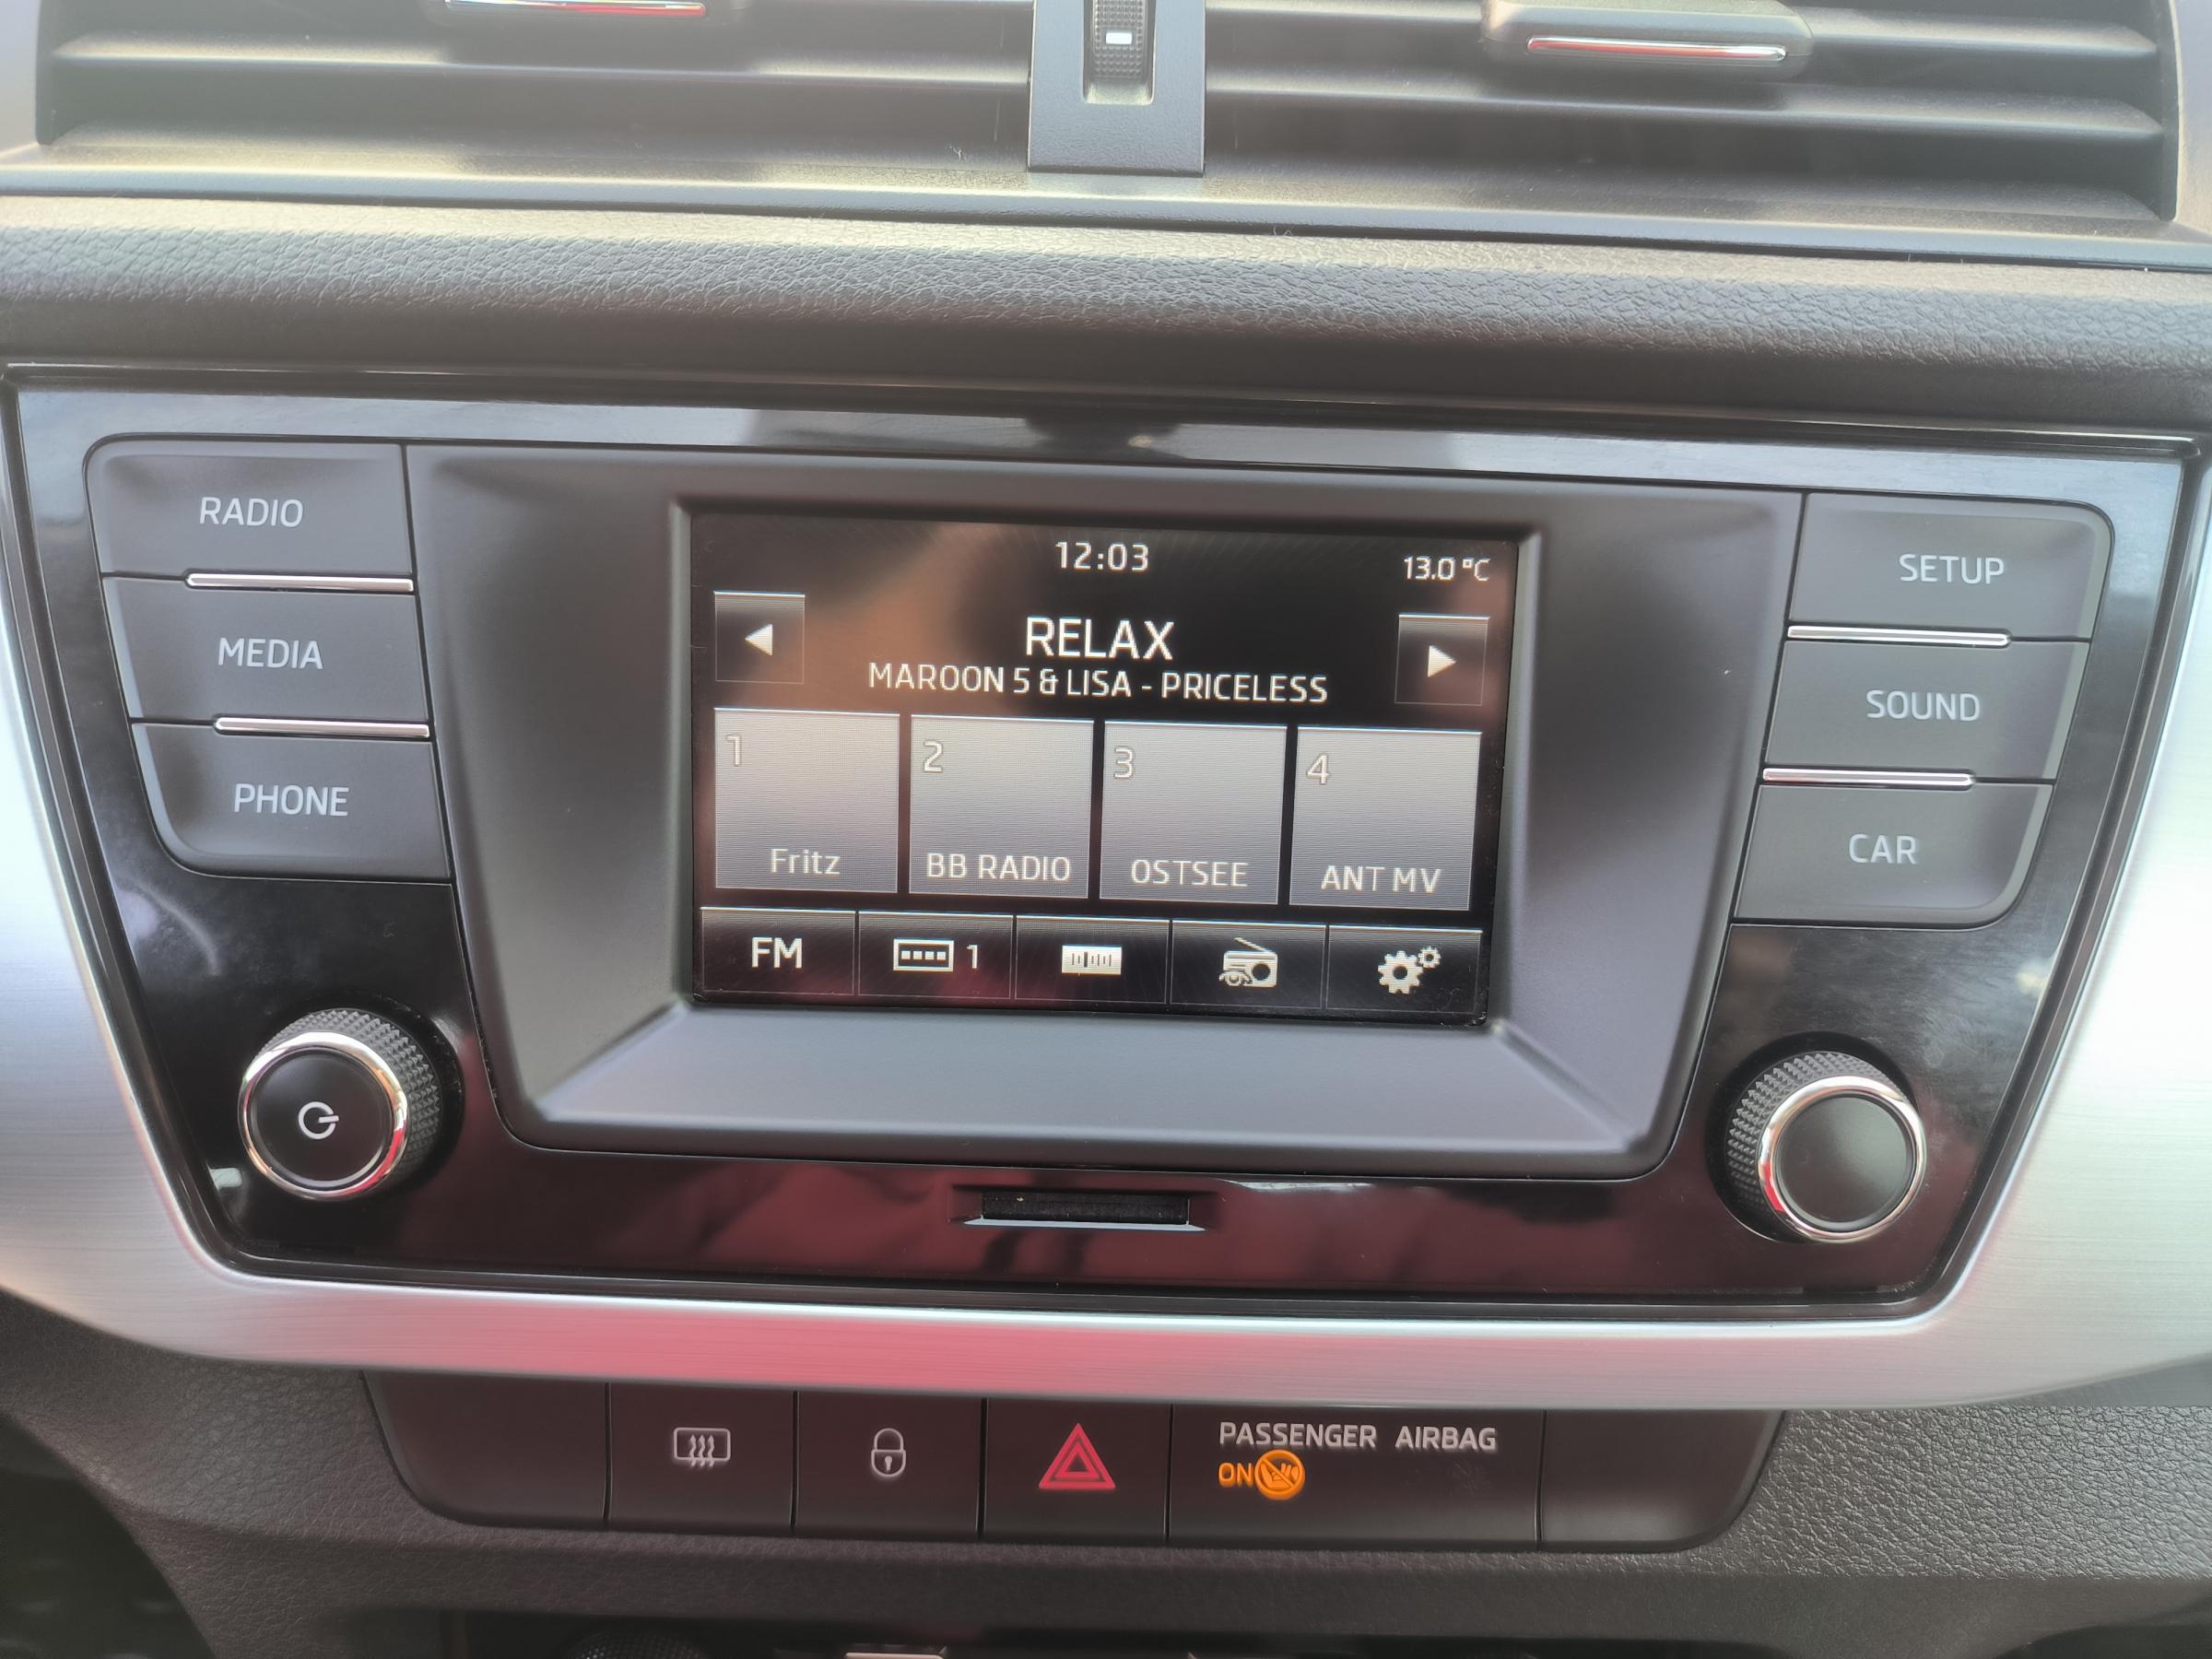 RADIO
MEDIA
PHONE
12:03
13.0 °C
RELAX
MAROON 5 & LISA - PRICELESS
1
2
3
4
Fritz
BB RADIO
OSTSEE
ANT MV
FM
1
SETUP
SOUND
CAR
PASSENGER AIRBAG
ON